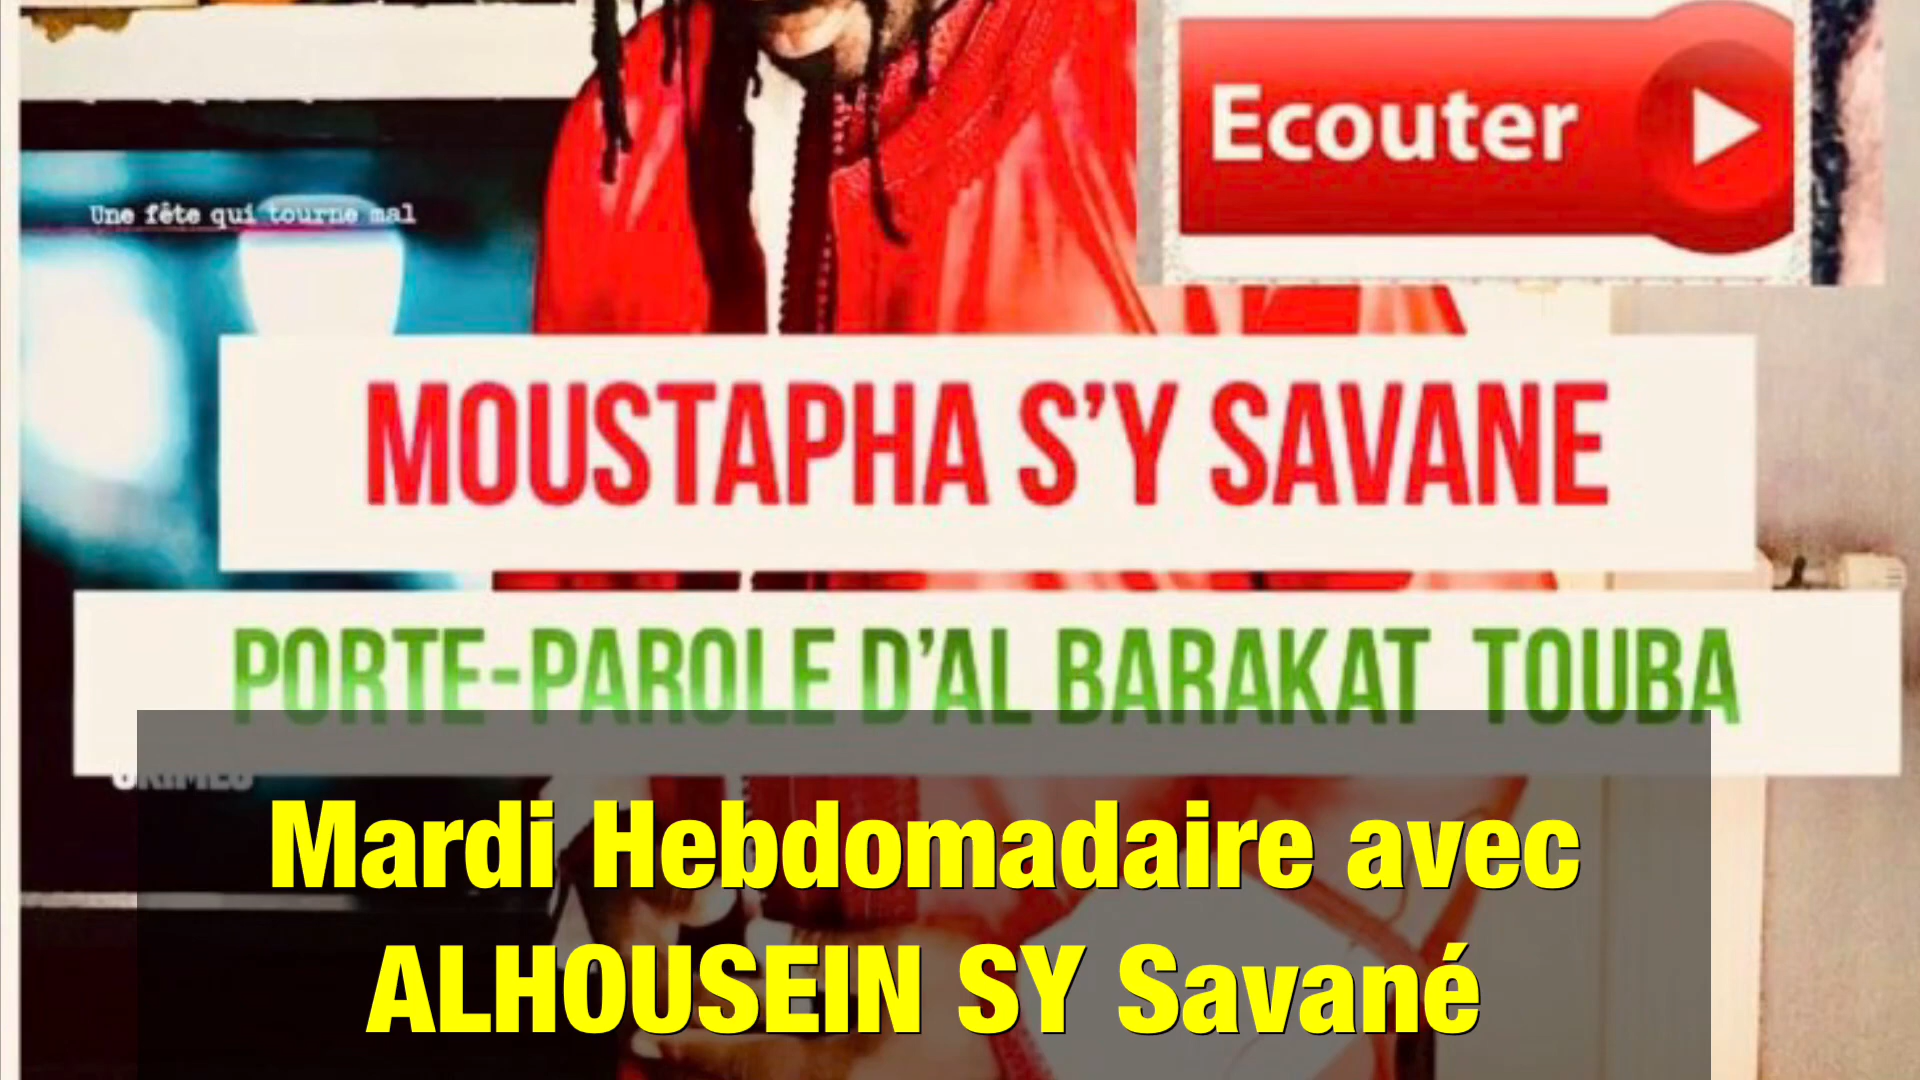 Ecouter
Une fête qui tourne mal
MOUSTAPHA S'Y SAVANE
PORTE-PAROLE D'AL BARAKAT TOUBA
CRIMES
Mardi Hebdomadaire avec
ALHOUSEIN SY Savané